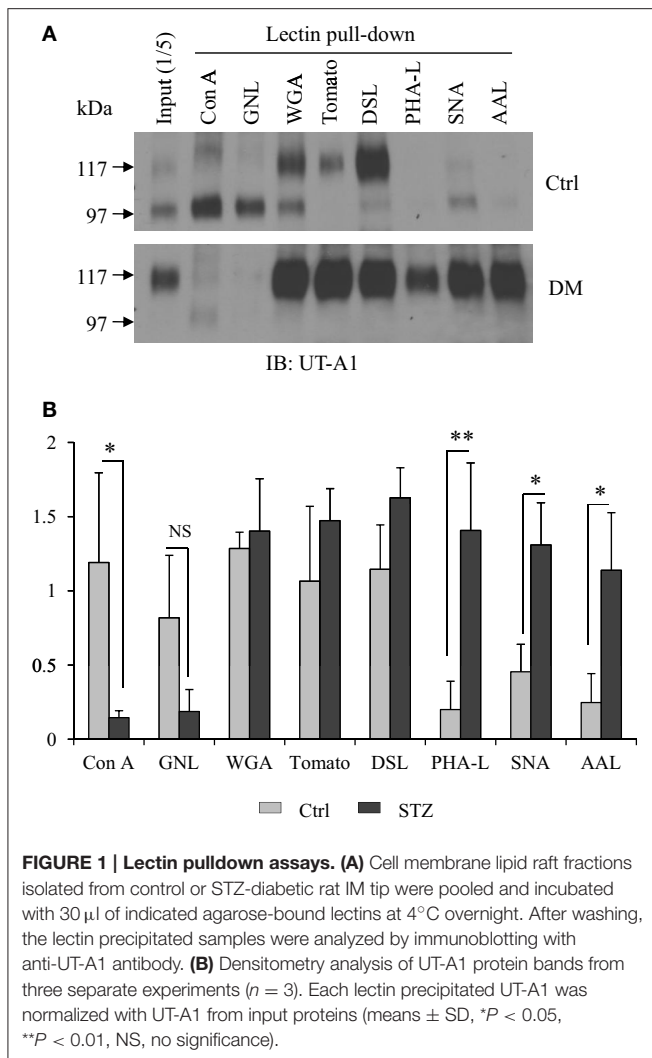 A
Lectin pull-down
Input (1/5) Con A GNL WGA Tomato DSL PHA-L SNA AAL
kDa
117
97
Ctrl
117
97
DM
IB: UT-A1
B
2
1.5
1
0.5
0
* NS ** * *
Con A GNL WGA Tomato DSL PHA-L SNA AAL
Ctrl STZ
FIGURE 1 | Lectin pulldown assays. (A) Cell membrane lipid raft fractions
isolated from control or STZ-diabetic rat IM tip were pooled and incubated
with 30 μl of indicated agarose-bound lectins at 4°C overnight. After washing,
the lectin precipitated samples were analyzed by immunoblotting with
anti-UT-A1 antibody. (B) Densitometry analysis of UT-A1 protein bands from
three separate experiments (n = 3). Each lectin precipitated UT-A1 was
normalized with UT-A1 from input proteins (means ± SD, *P < 0.05,
**P < 0.01, NS, no significance).